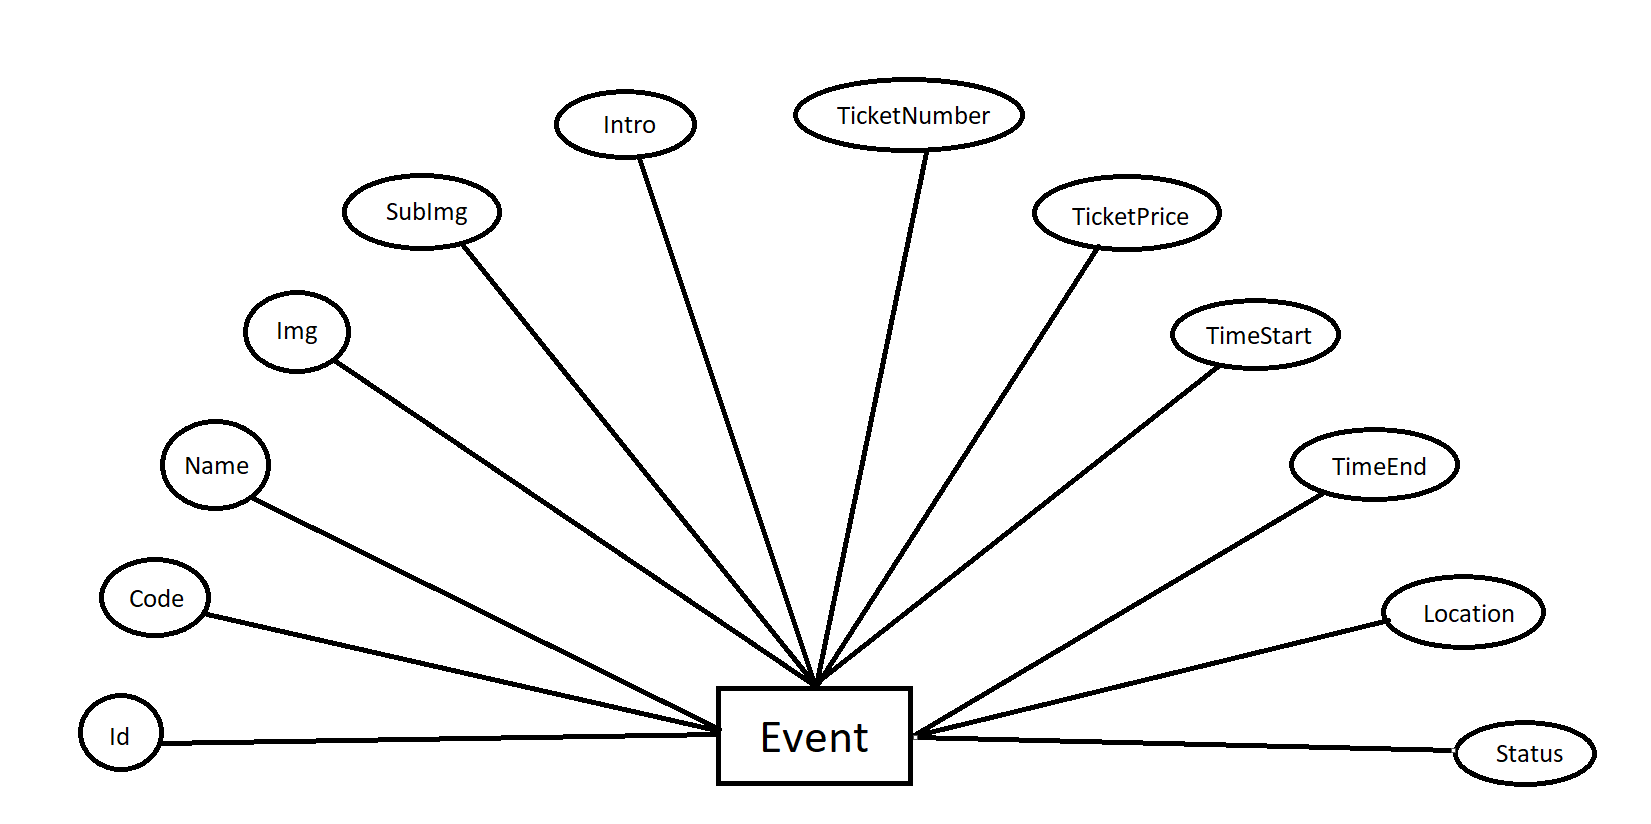 TicketNumber
Intro
SubImg
TicketPrice
Img
TimeStart
Name
TimeEnd
Code
Location
Id
Event
Status